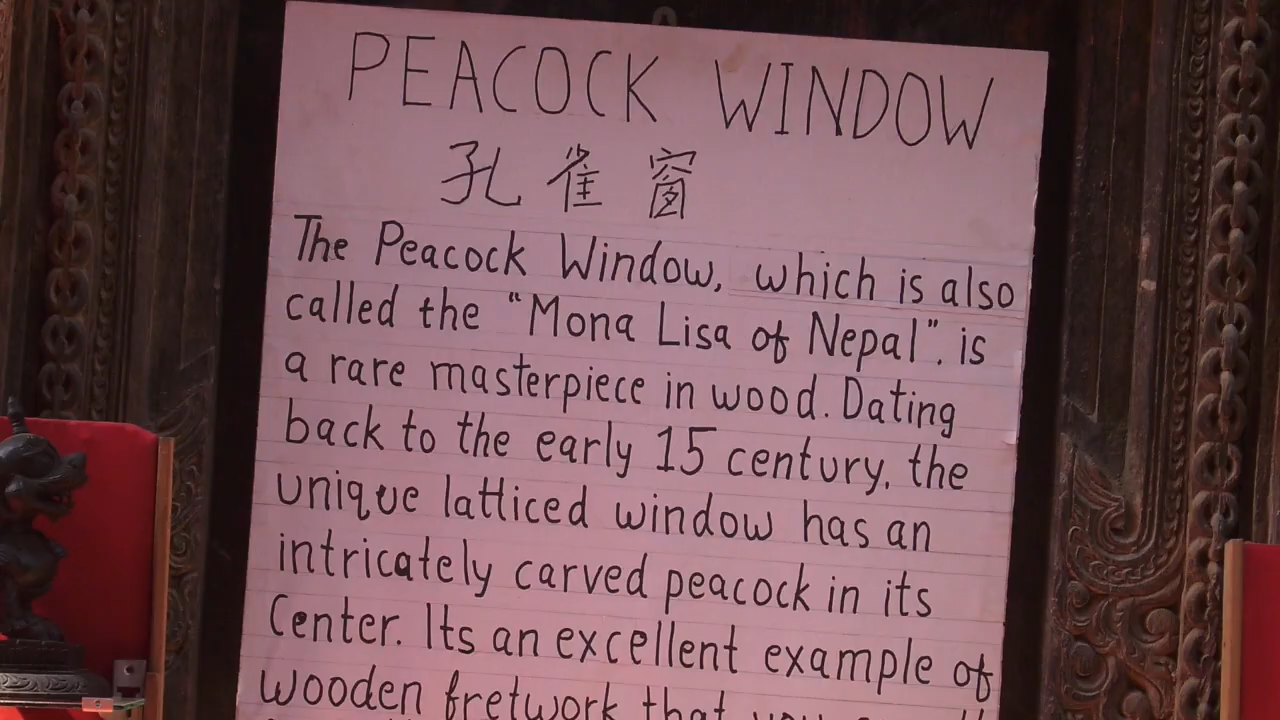 PEACOCK WINDOW
孔雀窗
The Peacock Window, which is also
called the "Mona Lisa of Nepal". is
a rare masterpiece in wood. Dating
back to the early 15 century, the
unique latticed window has an
intricately carved peacock in its
Center. Its an excellent example of
wooden fretwork that you